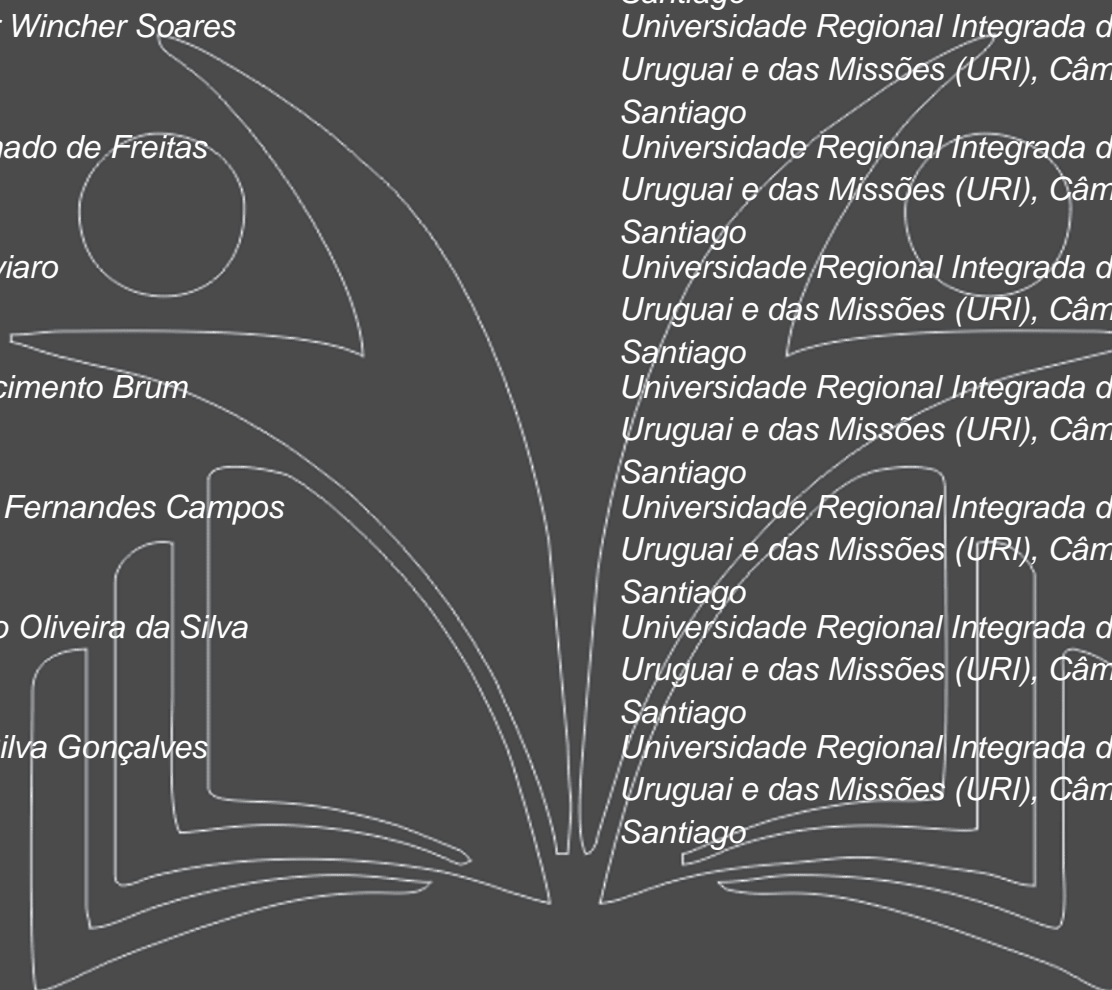 Santiago
Wincher Soares
Universidade Regional Integrada d
Uruguai e das Missões (URI), Câm
Santiago
ado de Freitas
Universidade Regional Integrada d
Uruguai e das Missões (URI), Câm
Santiago
viaro
Universidade Regional Integrada d
Uruguai e das Missões (URI), Câm
Santiago
cimento Brum
Universidade Regional Integrada d
Uruguai e das Missões (URI), Câm
Santiago
Fernandes Campos
Universidade Regional Integrada d
Uruguai e das Missões (URI), Câm
Santiago
o Oliveira da Silva
Universidade Regional Integrada d
Uruguai e das Missões (URI), Câm
Santiago
ilva Gonçalves
Universidade Regional Integrada d
Uruguai e das Missões (URI), Câm
Santiago